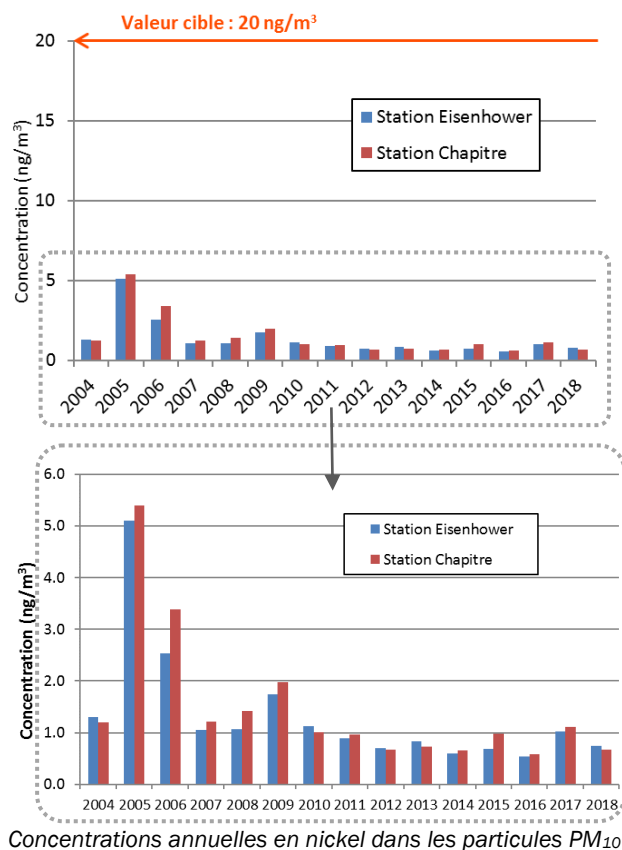 Valeur cible : 20 ng/m³
20
15
10
5
0
Concentration (ng/m³)
Station Eisenhower
Station Chapitre
2004 2005 2006 2007 2008 2009 2010 2011 2012 2013 2014 2015 2016 2017 2018
6.0
5.0
4.0
3.0
2.0
1.0
0.0
Concentration (ng/m³)
Station Eisenhower
Station Chapitre
2004 2005 2006 2007 2008 2009 2010 2011 2012 2013 2014 2015 2016 2017 2018
Concentrations annuelles en nickel dans les particules PM₁₀